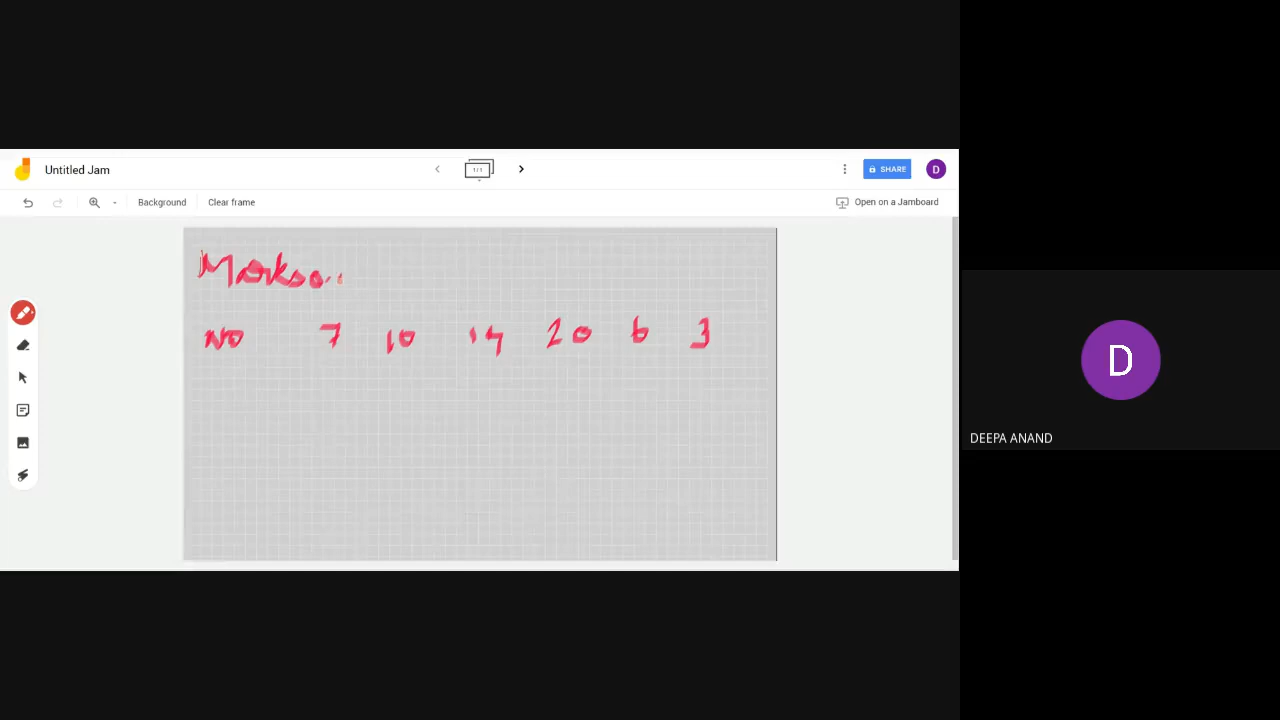 Untitled Jam
1/1
SHARE
D
Background
Clear frame
Open on a Jamboard
Marks
No 7 10 14 20 6 3
D
DEEPA ANAND